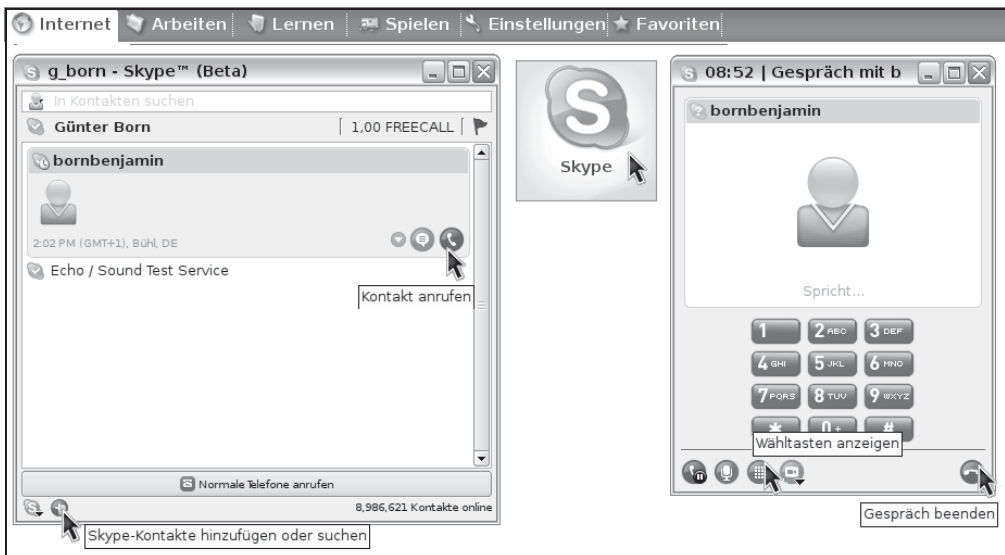 Internet Arbeiten Lernen Spielen Einstellungen Favoriten
g_born - Skype™ (Beta)
In Kontakten suchen
Günter Born 1,00 FREECALL
bornbenjamin
2:02 PM (GMT+1), Bühl, DE
Kontakt anrufen
Echo / Sound Test Service
Normale Telefone anrufen
8,986,621 Kontakte online
Skype-Kontakte hinzufügen oder suchen
S
Skype
08:52 | Gespräch mit b
bornbenjamin
Spricht...
1 2 ABC 3 DEF
4 GHI 5 JKL 6 MNO
7 PQRS 8 TUV 9 WXYZ
* 0 + #
Wähltasten anzeigen
Gespräch beenden